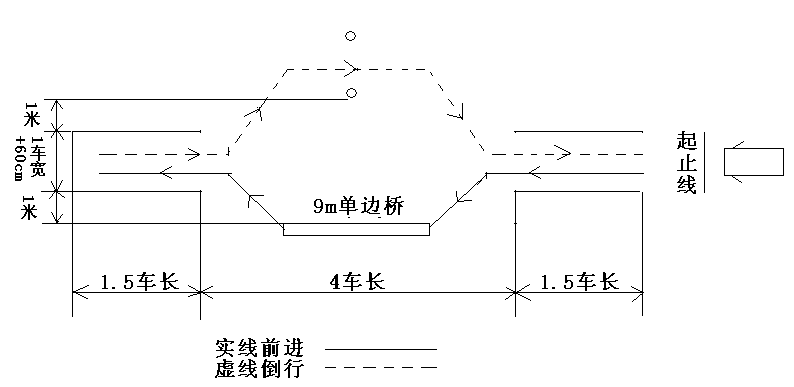 1米
1车宽
+60cm
1米
起止线
9m单边桥
1.5车长
4车长
1.5车长
实线前进
虚线倒行